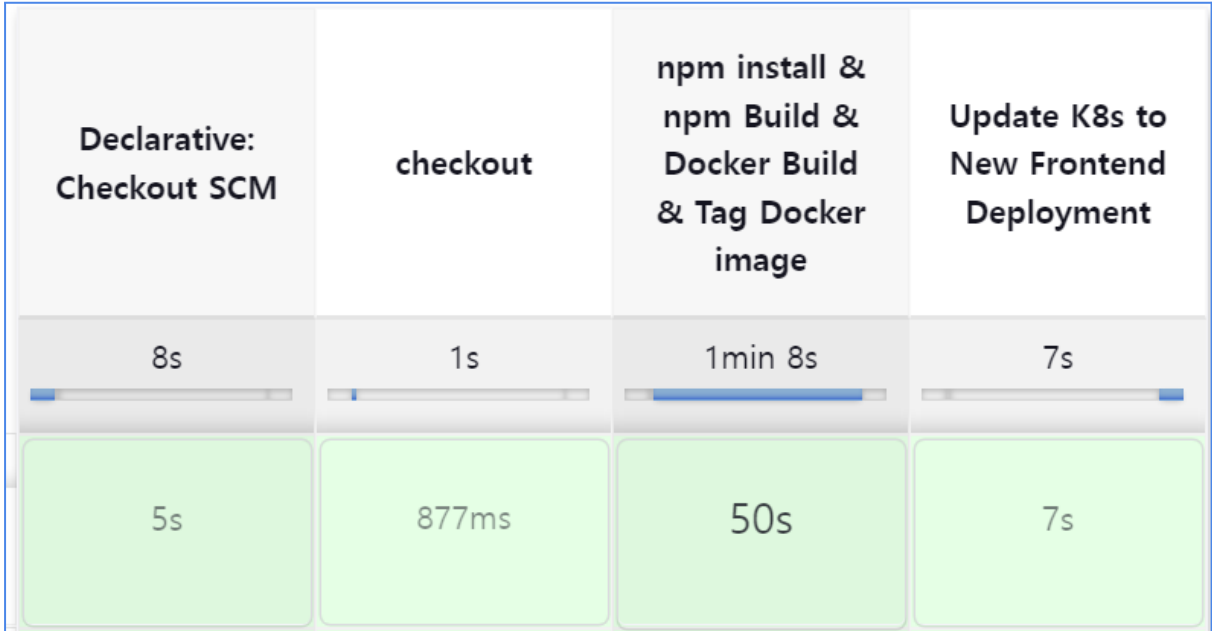 Declarative:
Checkout SCM
checkout
npm install &
npm Build &
Docker Build
& Tag Docker
image
Update K8s to
New Frontend
Deployment
8s
1s
1min 8s
7s
5s
877ms
50s
7s